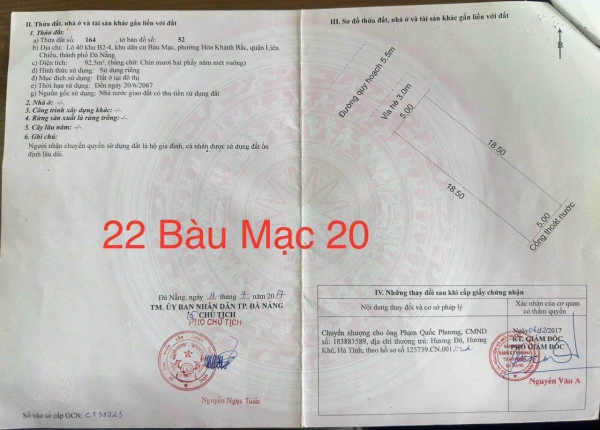 II. Thửa đất, nhà ở và tài sản khác gắn liền với đất
1. Thửa đất:
a) Thửa đất số: 164 , tờ bản đồ số: 52
b) Địa chỉ: Lô 40 khu B2-4, khu dân cư Bàu Mạc, phường Hòa Khánh Bắc, quận Liên
Chiểu, thành phố Đà Nẵng
c) Diện tích: 92,5m², (bằng chữ: Chín mươi hai phẩy năm mét vuông)
d) Hình thức sử dụng: Sử dụng riêng
đ) Mục đích sử dụng: Đất ở tại đô thị
e) Thời hạn sử dụng: Đến ngày 20/6/2067
g) Nguồn gốc sử dụng: Nhà nước giao đất có thu tiền sử dụng đất
2. Nhà ở: -/-
3. Công trình xây dựng khác: -/-
4. Rừng sản xuất là rừng trồng: -/-
5. Cây lâu năm: -/-
6. Ghi chú:
Người nhận chuyển quyền sử dụng đất là hộ gia đình, cá nhân được sử dụng đất ổn
định lâu dài.
22 Bàu Mạc 20
Đà Nẵng, ngày tháng 7 năm 2017
TM. ỦY BAN NHÂN DÂN TP. ĐÀ NẴNG
CHỦ TỊCH
PHÓ CHỦ TỊCH
Nguyễn Ngọc Tuấn
Số vào sổ cấp GCN: CT38223
III. Sơ đồ thửa đất, nhà ở và tài sản khác gắn liền với đất
B
Đường quy hoạch 5.5m
Vỉa hè 3.0m
5.00
18.50
18.50
5.00
Cống thoát nước
IV. Những thay đổi sau khi cấp giấy chứng nhận
Nội dung thay đổi và cơ sở pháp lý
Xác nhận của cơ quan
có thẩm quyền
Chuyển nhượng cho ông Phạm Quốc Phương, CMND
số: 183883589, địa chỉ thường trú: Hương Đô, Hương
Khê, Hà Tĩnh; theo hồ sơ số 125739.CN.001
Ngày 2017
KT. GIÁM ĐỐC
PHÓ GIÁM ĐỐC
Nguyễn Văn A